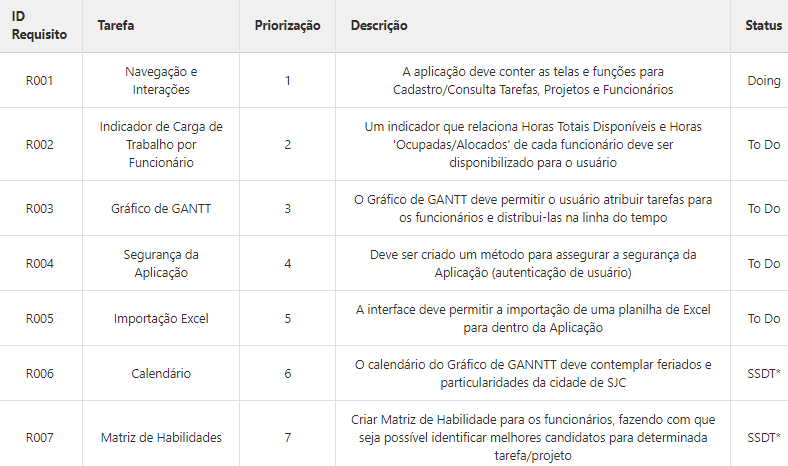 ID Requisito Tarefa Priorização Descrição Status
R001 Navegação e Interações 1 A aplicação deve conter as telas e funções para Cadastro/Consulta Tarefas, Projetos e Funcionários Doing
R002 Indicador de Carga de Trabalho por Funcionário 2 Um indicador que relaciona Horas Totais Disponíveis e Horas 'Ocupadas/Alocados' de cada funcionário deve ser disponibilizado para o usuário To Do
R003 Gráfico de GANTT 3 O Gráfico de GANTT deve permitir o usuário atribuir tarefas para os funcionários e distribui-las na linha do tempo To Do
R004 Segurança da Aplicação 4 Deve ser criado um método para assegurar a segurança da Aplicação (autenticação de usuário) To Do
R005 Importação Excel 5 A interface deve permitir a importação de uma planilha de Excel para dentro da Aplicação To Do
R006 Calendário 6 O calendário do Gráfico de GANNTT deve contemplar feriados e particularidades da cidade de SJC SSDT*
R007 Matriz de Habilidades 7 Criar Matriz de Habilidade para os funcionários, fazendo com que seja possível identificar melhores candidatos para determinada tarefa/projeto SSDT*